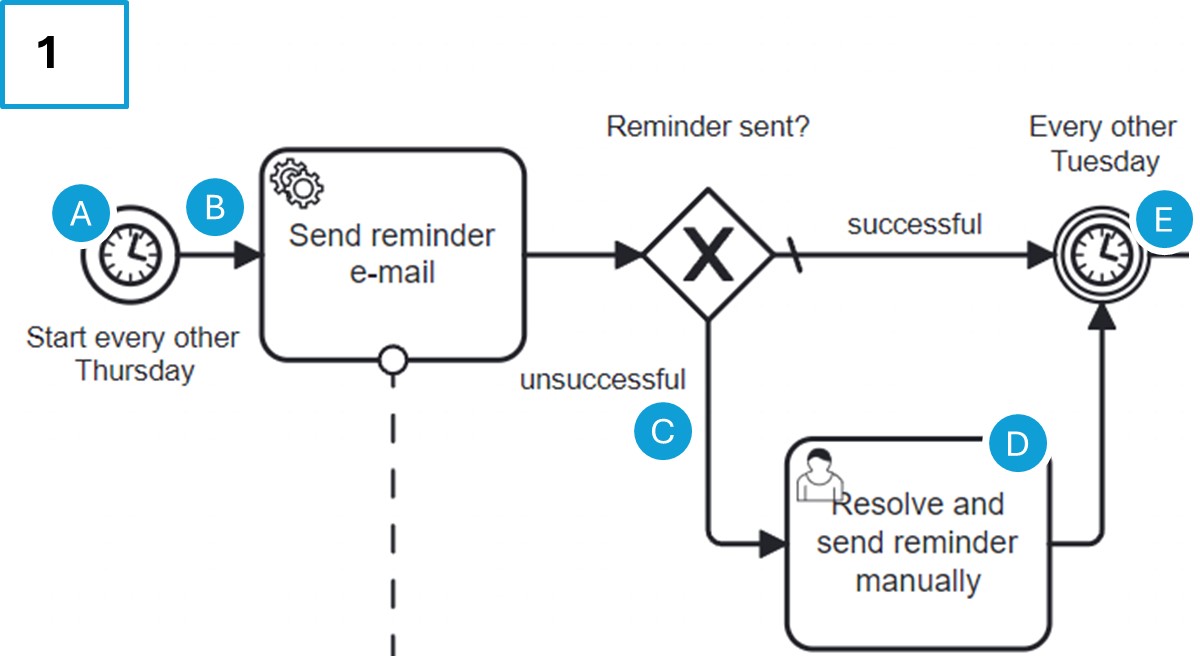 1
A
B
Start every other
Thursday
Send reminder
e-mail
Reminder sent?
X
successful
unsuccessful
C
Every other
Tuesday
E
D
Resolve and
send reminder
manually